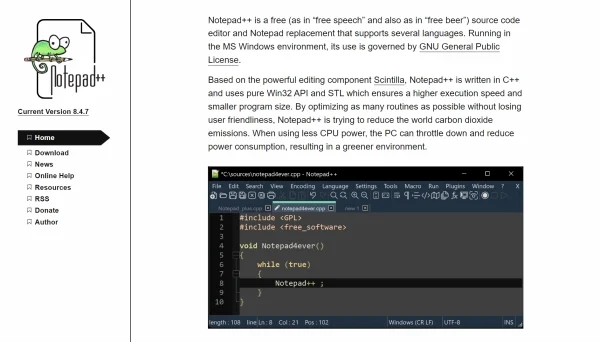 Notepad++
Current Version 8.4.7
Home
Download
News
Online Help
Resources
RSS
Donate
Author
Notepad++ is a free (as in “free speech” and also as in “free beer”) source code
editor and Notepad replacement that supports several languages. Running in
the MS Windows environment, its use is governed by GNU General Public
License.
Based on the powerful editing component Scintilla, Notepad++ is written in C++
and uses pure Win32 API and STL which ensures a higher execution speed and
smaller program size. By optimizing as many routines as possible without losing
user friendliness, Notepad++ is trying to reduce the world carbon dioxide
emissions. When using less CPU power, the PC can throttle down and reduce
power consumption, resulting in a greener environment.
*C:\sources\notepad4ever.cpp - Notepad++
File Edit Search View Encoding Language Settings Tools Macro Run Plugins Window ? X
Notepad_plus.cpp notepad4ever.cpp new 1
1 #include <GPL>
2 #include <free_software>
3
4 void Notepad4ever()
5 {
6 while (true)
7 {
8 Notepad++ ;
9 }
10 }
length : 108 line Ln : 8 Col : 21 Pos : 102 Windows (CR LF) UTF-8 INS